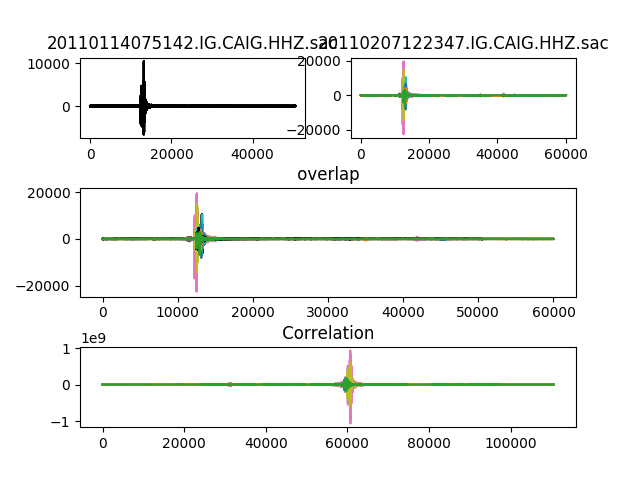 20110114075142.IG.CAIG.HHZ.sac
20110207122347.IG.CAIG.HHZ.sac
10000
0
0 20000 40000
20000
0
−20000
0 20000 40000 60000
overlap
20000
0
−20000
0 10000 20000 30000 40000 50000 60000
Correlation
1e9
1
0
−1
0 20000 40000 60000 80000 100000